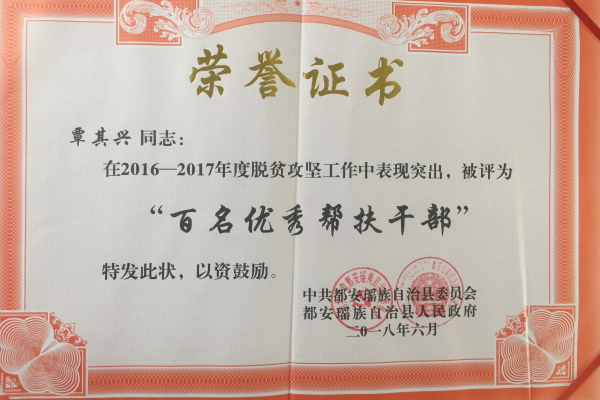 荣誉证书
覃其兴 同志：
在2016—2017年度脱贫攻坚工作中表现突出，被评为
“百名优秀帮扶干部”
特发此状，以资鼓励。
中共都安瑶族自治县委员会
都安瑶族自治县人民政府
二〇一八年六月